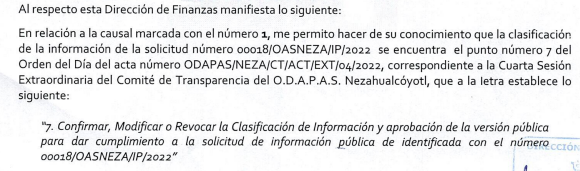 Al respecto esta Dirección de Finanzas manifiesta lo siguiente:
En relación a la causal marcada con el número 1, me permito hacer de su conocimiento que la clasificación
de la información de la solicitud número 00018/OASNEZA/IP/2022 se encuentra el punto número 7 del
Orden del Día del acta número ODAPAS/NEZA/CT/ACT/EXT/04/2022, correspondiente a la Cuarta Sesión
Extraordinaria del Comité de Transparencia del O.D.A.P.A.S. Nezahualcóyotl, que a la letra establece lo
siguiente:
"7. Confirmar, Modificar o Revocar la Clasificación de Información y aprobación de la versión pública
para dar cumplimiento a la solicitud de información pública de identificada con el número
00018/OASNEZA/IP/2022"